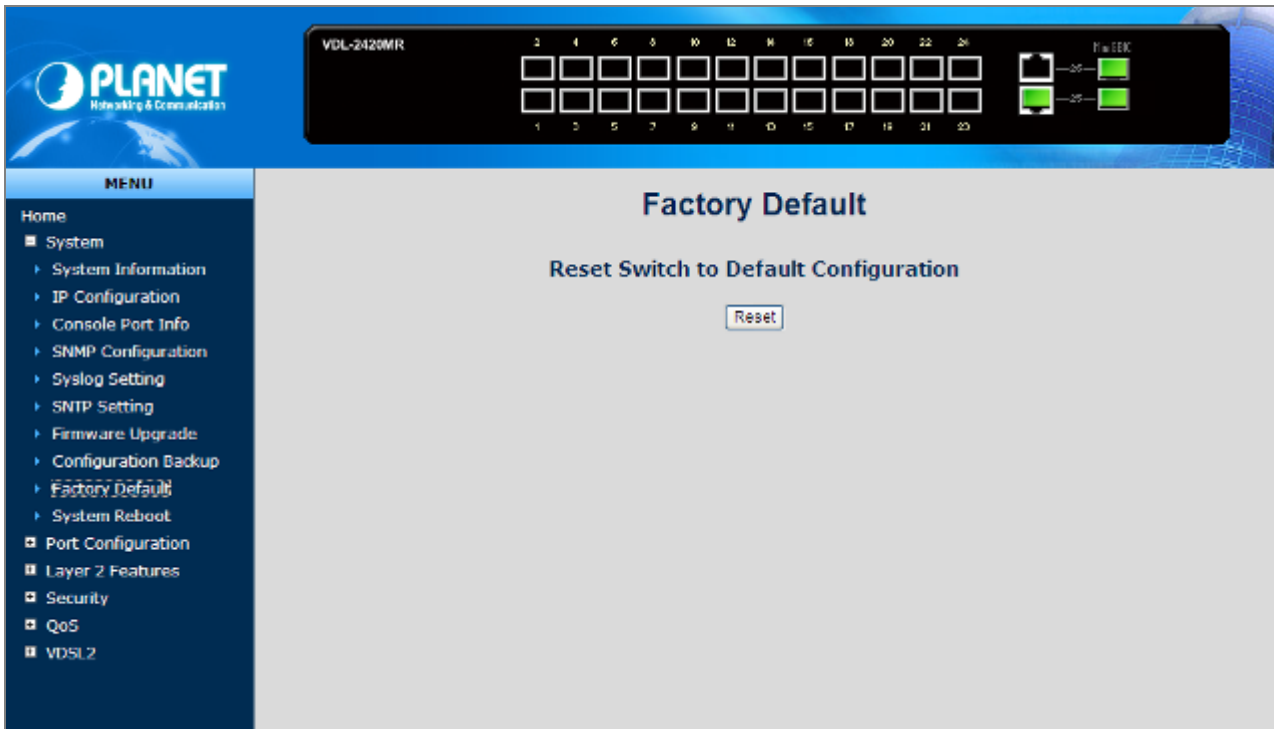 PLANET
Networking & Communication
VDL-2420MR
2 4 6 8 10 12 14 16 18 20 22 24
1 3 5 7 9 11 13 15 17 19 21 23
Mini GBIC
MENU
Home
System
System Information
IP Configuration
Console Port Info
SNMP Configuration
Syslog Setting
SNTP Setting
Firmware Upgrade
Configuration Backup
Factory Default
System Reboot
Port Configuration
Layer 2 Features
Security
QoS
VDSL2
Factory Default
Reset Switch to Default Configuration
Reset